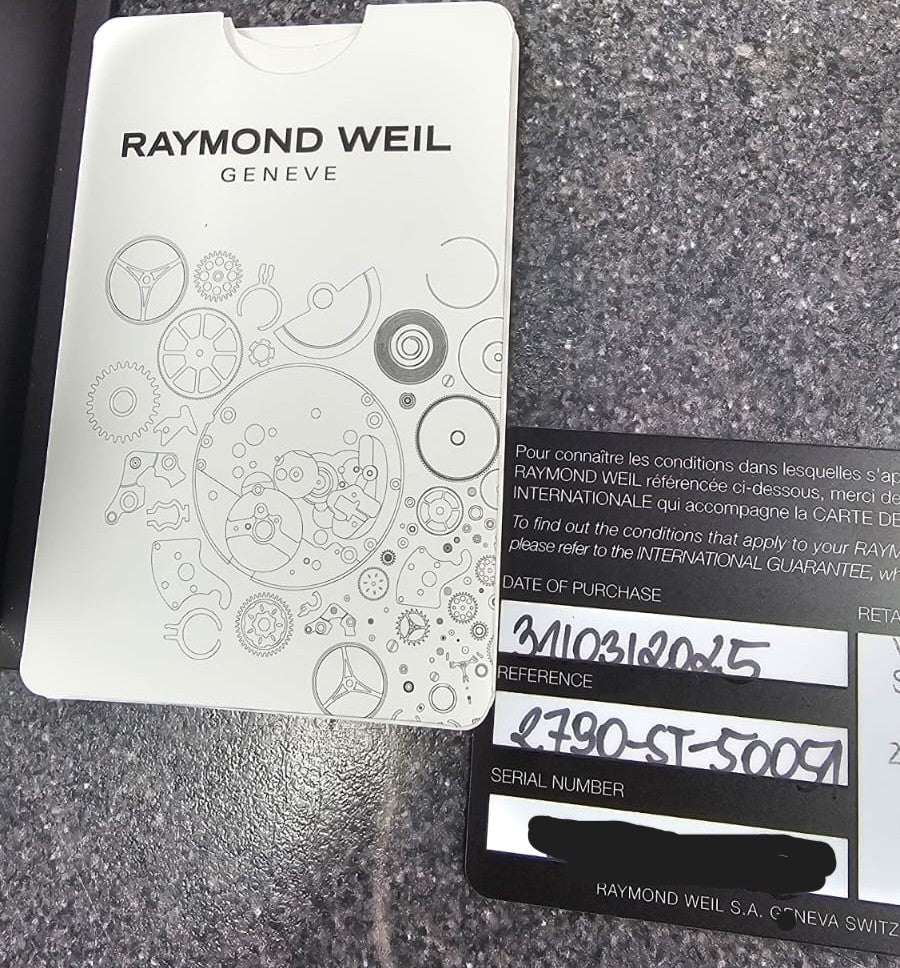 RAYMOND WEIL
GENEVE
Pour connaître les conditions dans lesquelles s'ap
RAYMOND WEIL référencée ci-dessous, merci de
INTERNATIONALE qui accompagne la CARTE DE
To find out the conditions that apply to your RAYM
please refer to the INTERNATIONAL GUARANTEE, wh
DATE OF PURCHASE
RETA
31/03/2025
REFERENCE
2790-ST-50051
SERIAL NUMBER
RAYMOND WEIL S.A. GENEVA SWITZ